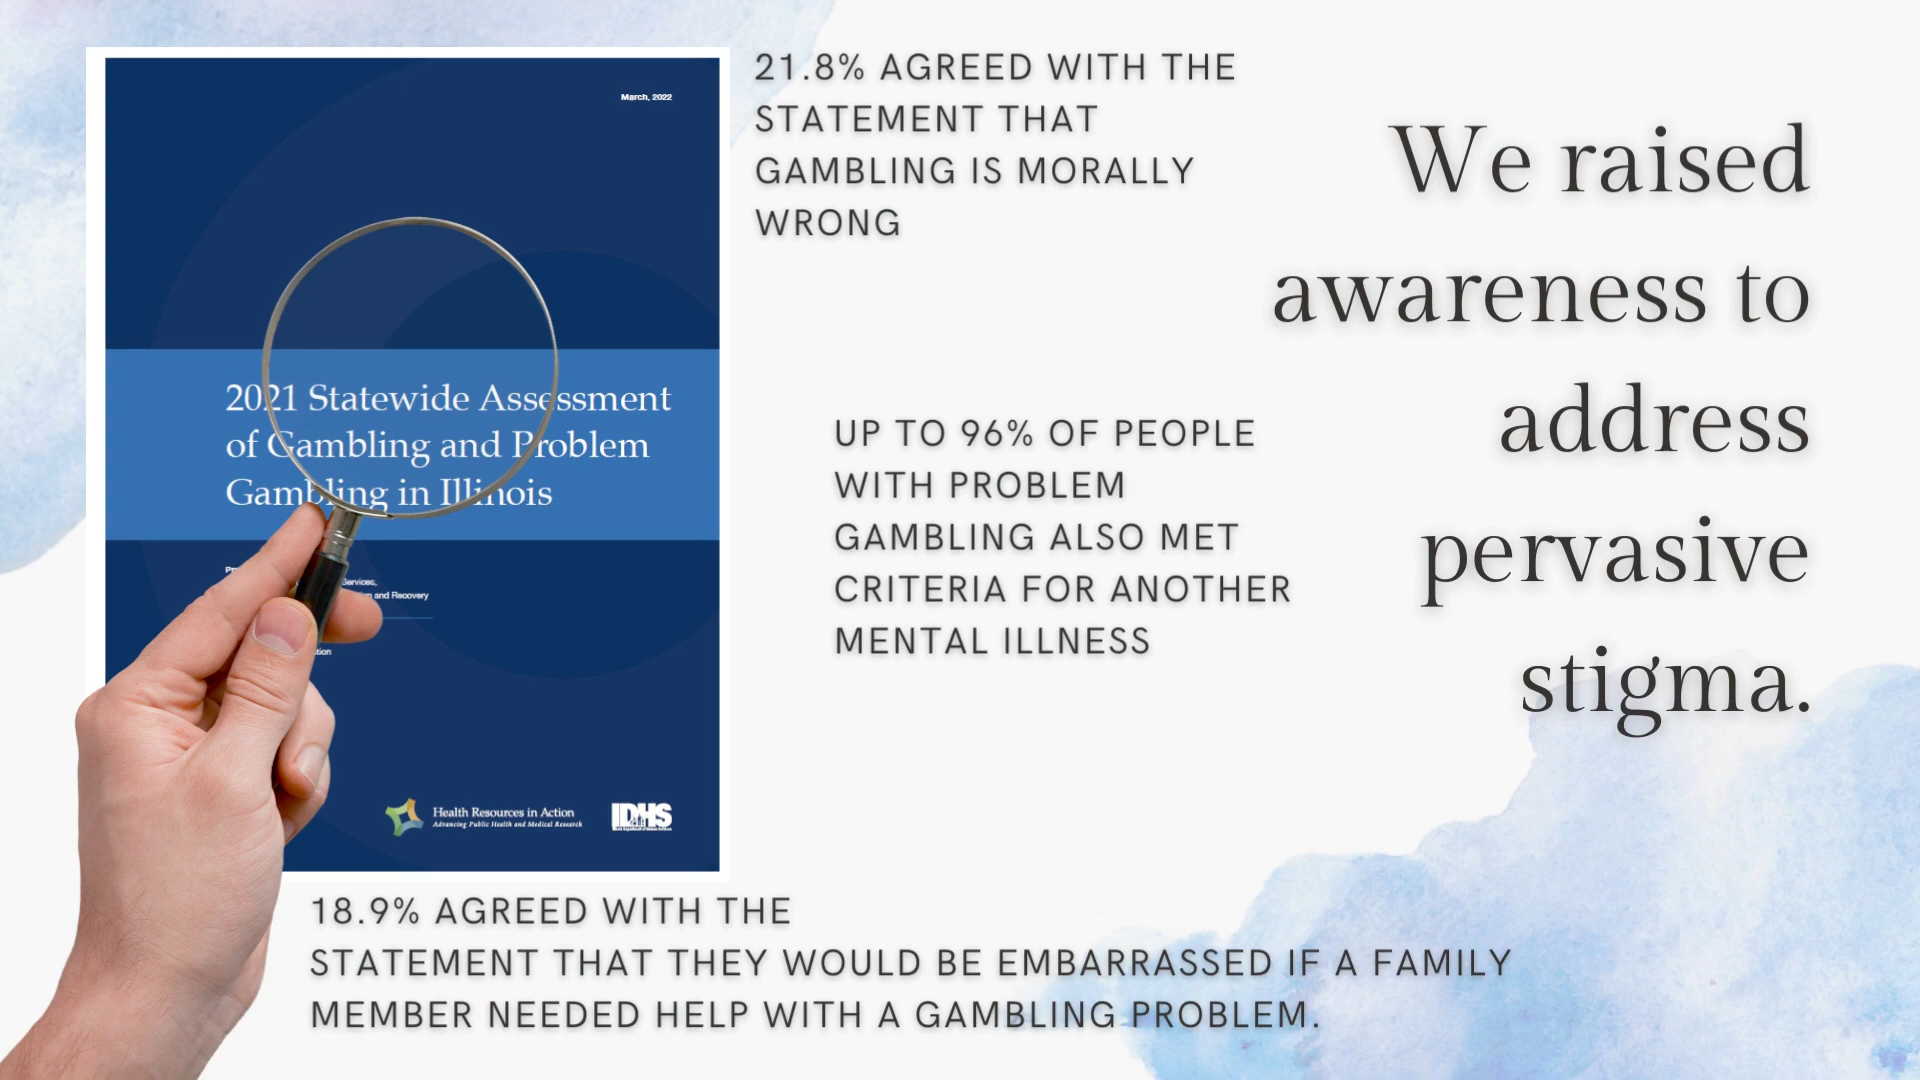 March, 2022
2021 Statewide Assessment
of Gambling and Problem
Gambling in Illinois
Services,
and Recovery
Health Resources in Action
Advancing Public Health and Medical Research
IDHS
21.8% AGREED WITH THE
STATEMENT THAT
GAMBLING IS MORALLY
WRONG
UP TO 96% OF PEOPLE
WITH PROBLEM
GAMBLING ALSO MET
CRITERIA FOR ANOTHER
MENTAL ILLNESS
18.9% AGREED WITH THE
STATEMENT THAT THEY WOULD BE EMBARRASSED IF A FAMILY
MEMBER NEEDED HELP WITH A GAMBLING PROBLEM.
We raised
awareness to
address
pervasive
stigma.